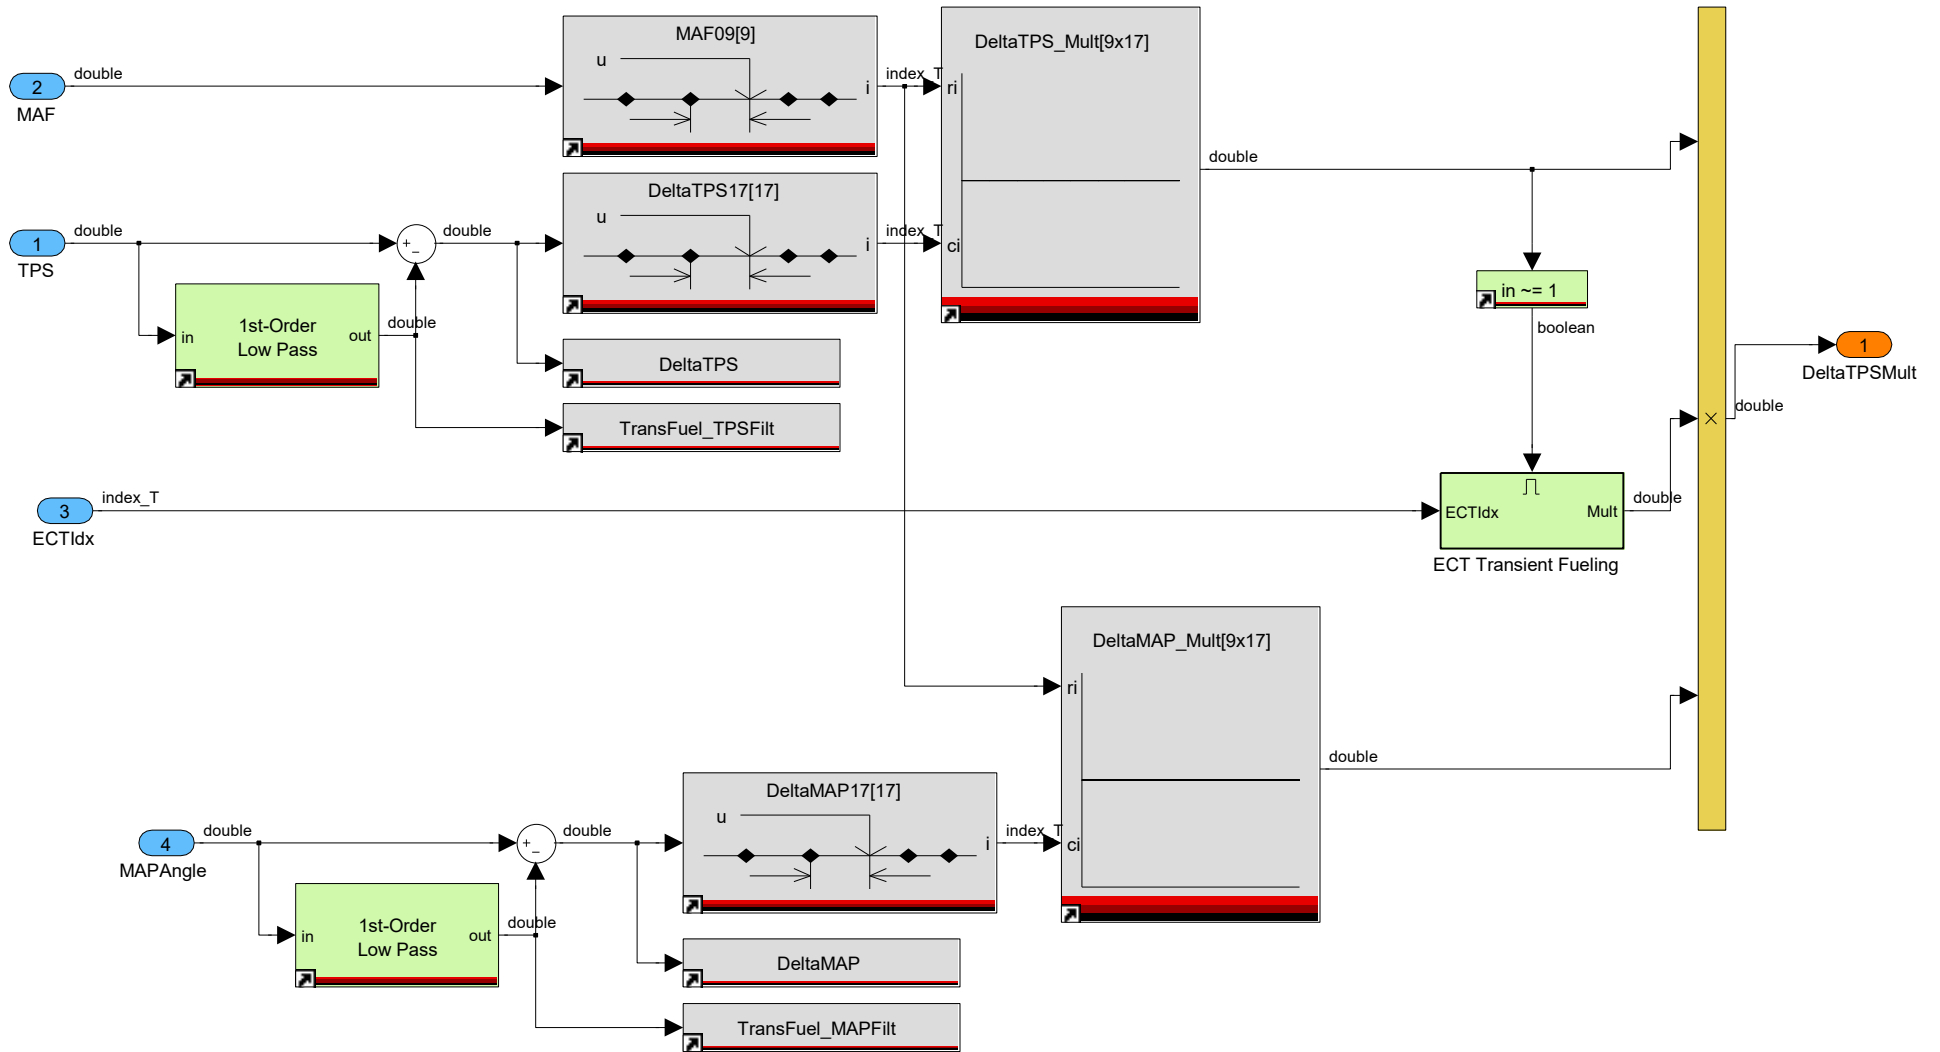 MAF09[9]
u
i
double
2
MAF
index_T
DeltaTPS_Mult[9x17]
ri
ci
double
DeltaTPS17[17]
u
i
double
1
TPS
+
−
double
index_T
1st-Order
Low Pass
in
out
double
DeltaTPS
TransFuel_TPSFilt
in ~= 1
boolean
1
DeltaTPSMult
×
double
index_T
3
ECTIdx
ECTIdx
Mult
double
ECT Transient Fueling
DeltaMAP_Mult[9x17]
ri
ci
double
DeltaMAP17[17]
u
i
double
4
MAPAngle
+
−
double
index_T
1st-Order
Low Pass
in
out
double
DeltaMAP
TransFuel_MAPFilt